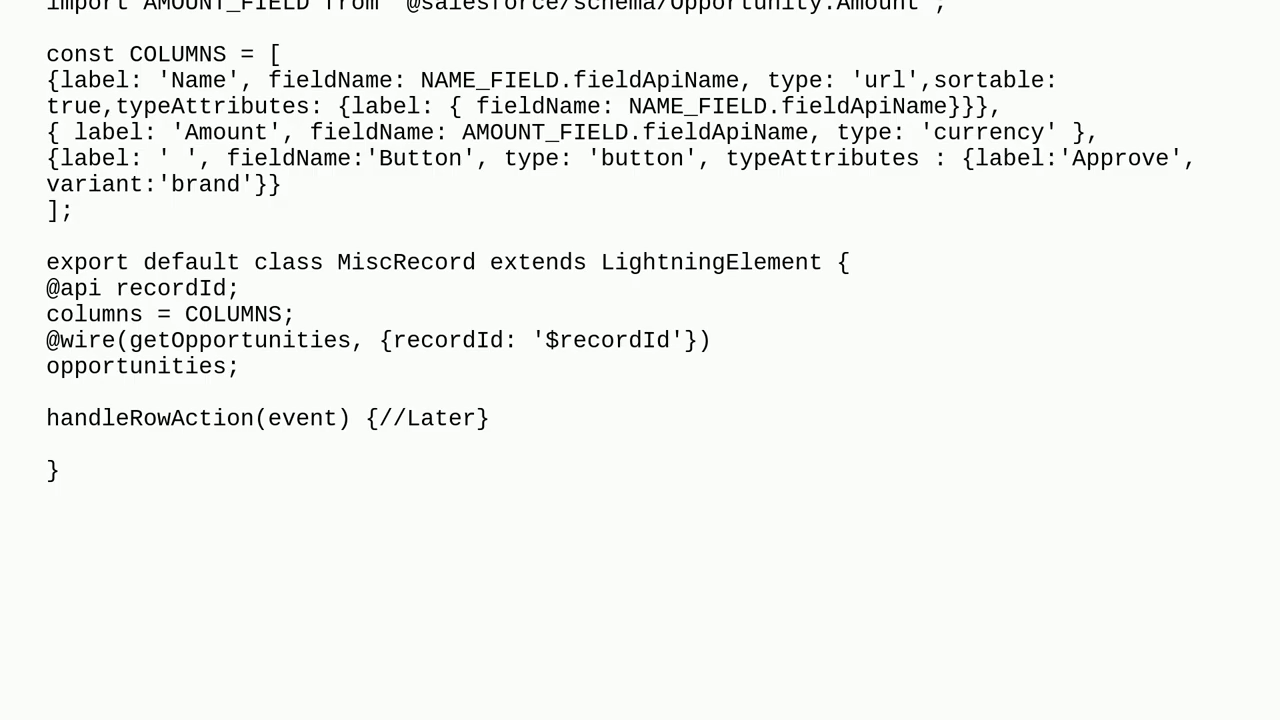 import AMOUNT_FIELD from '@salesforce/schema/Opportunity.Amount';
const COLUMNS = [
{label: 'Name', fieldName: NAME_FIELD.fieldApiName, type: 'url',sortable:
true,typeAttributes: {label: { fieldName: NAME_FIELD.fieldApiName}}},
{ label: 'Amount', fieldName: AMOUNT_FIELD.fieldApiName, type: 'currency' },
{label: ' ', fieldName:'Button', type: 'button', typeAttributes : {label:'Approve',
variant:'brand'}}
];
export default class MiscRecord extends LightningElement {
@api recordId;
columns = COLUMNS;
@wire(getOpportunities, {recordId: '$recordId'})
opportunities;
handleRowAction(event) {//Later}
}